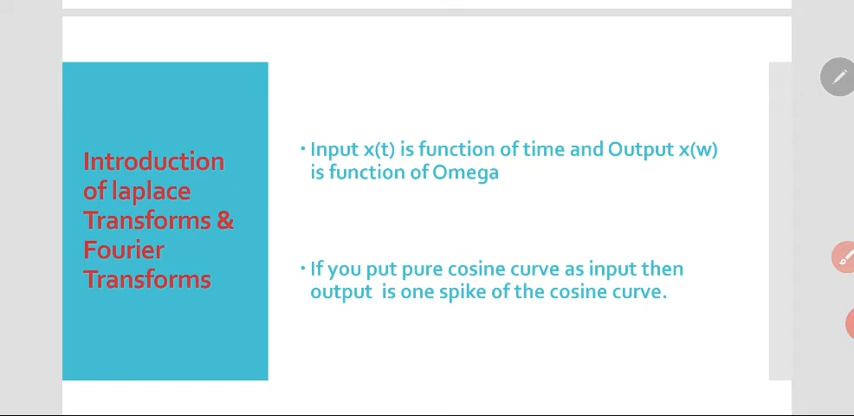 Introduction
of laplace
Transforms &
Fourier
Transforms
• Input x(t) is function of time and Output x(w)
is function of Omega
• If you put pure cosine curve as input then
output is one spike of the cosine curve.